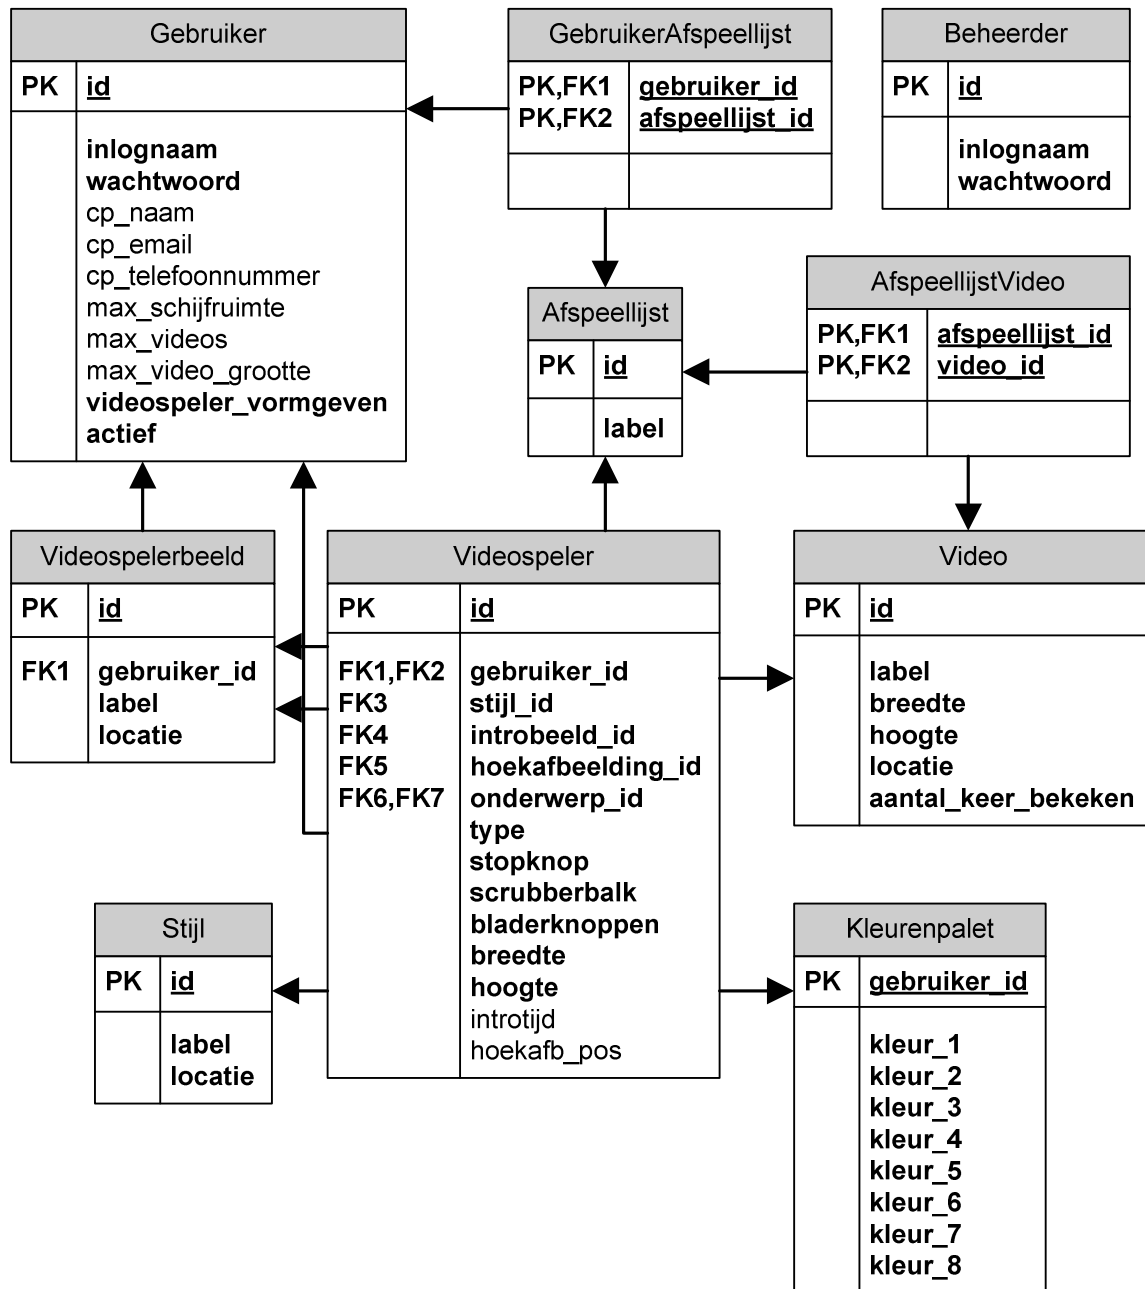 Gebruiker
PK id
inlognaam
wachtwoord
cp_naam
cp_email
cp_telefoonnummer
max_schijfruimte
max_videos
max_video_grootte
videospeler_vormgeven
actief
GebruikerAfspeellijst
PK,FK1 gebruiker_id
PK,FK2 afspeellijst_id
Beheerder
PK id
inlognaam
wachtwoord
Afspeellijst
PK id
label
AfspeellijstVideo
PK,FK1 afspeellijst_id
PK,FK2 video_id
Videospelerbeeld
PK id
FK1 gebruiker_id
label
locatie
Videospeler
PK id
FK1,FK2 gebruiker_id
FK3 stijl_id
FK4 introbeeld_id
FK5 hoekafbeelding_id
FK6,FK7 onderwerp_id
type
stopknop
scrubberbalk
bladerknoppen
breedte
hoogte
introtijd
hoekafb_pos
Video
PK id
label
breedte
hoogte
locatie
aantal_keer_bekeken
Stijl
PK id
label
locatie
Kleurenpalet
PK gebruiker_id
kleur_1
kleur_2
kleur_3
kleur_4
kleur_5
kleur_6
kleur_7
kleur_8